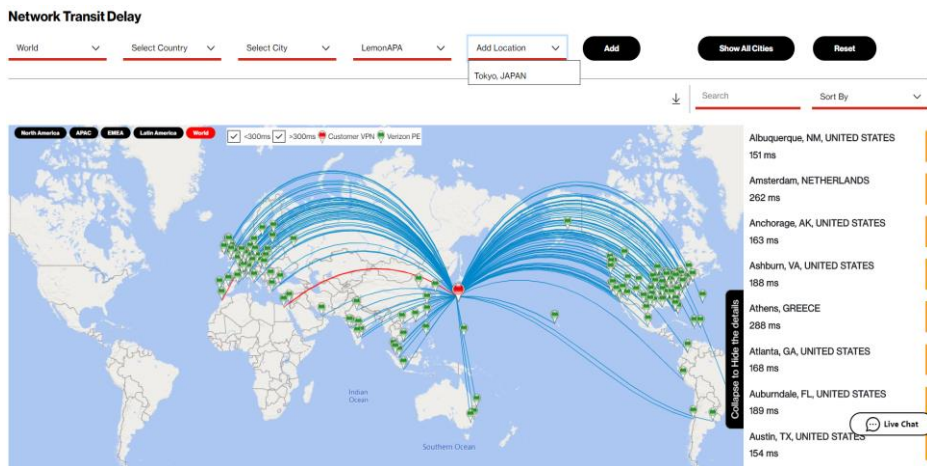 Network Transit Delay
World
Select Country
Select City
LemonAPA
Add Location
Add
Show All Cities
Reset
Tokyo, JAPAN
Search
Sort By
North America
APAC
EMEA
Latin America
World
<300ms
>300ms
Customer VPN
Verizon PE
Indian
Ocean
Southern Ocean
Collapse to Hide the details
Albuquerque, NM, UNITED STATES
151 ms
Amsterdam, NETHERLANDS
262 ms
Anchorage, AK, UNITED STATES
163 ms
Ashburn, VA, UNITED STATES
188 ms
Athens, GREECE
288 ms
Atlanta, GA, UNITED STATES
168 ms
Auburndale, FL, UNITED STATES
189 ms
Austin, TX, UNITED STATES
154 ms
Live Chat